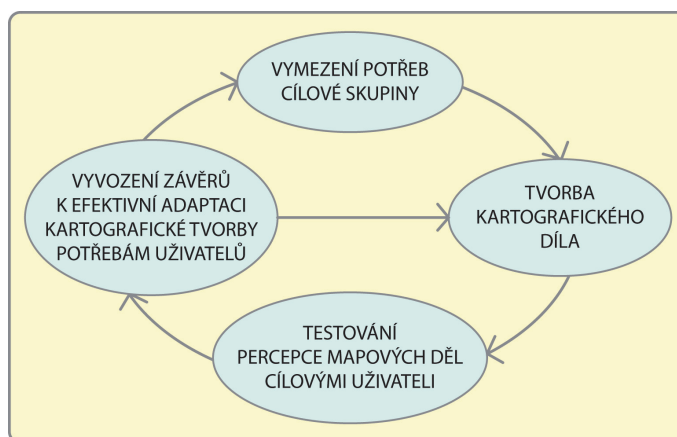 VYMEZENÍ POTŘEB
CÍLOVÉ SKUPINY
VYVOZENÍ ZÁVĚRŮ
K EFEKTIVNÍ ADAPTACI
KARTOGRAFICKÉ TVORBY
POTŘEBÁM UŽIVATELŮ
TVORBA
KARTOGRAFICKÉHO
DÍLA
TESTOVÁNÍ
PERCEPCE MAPOVÝCH DĚL
CÍLOVÝMI UŽIVATELI